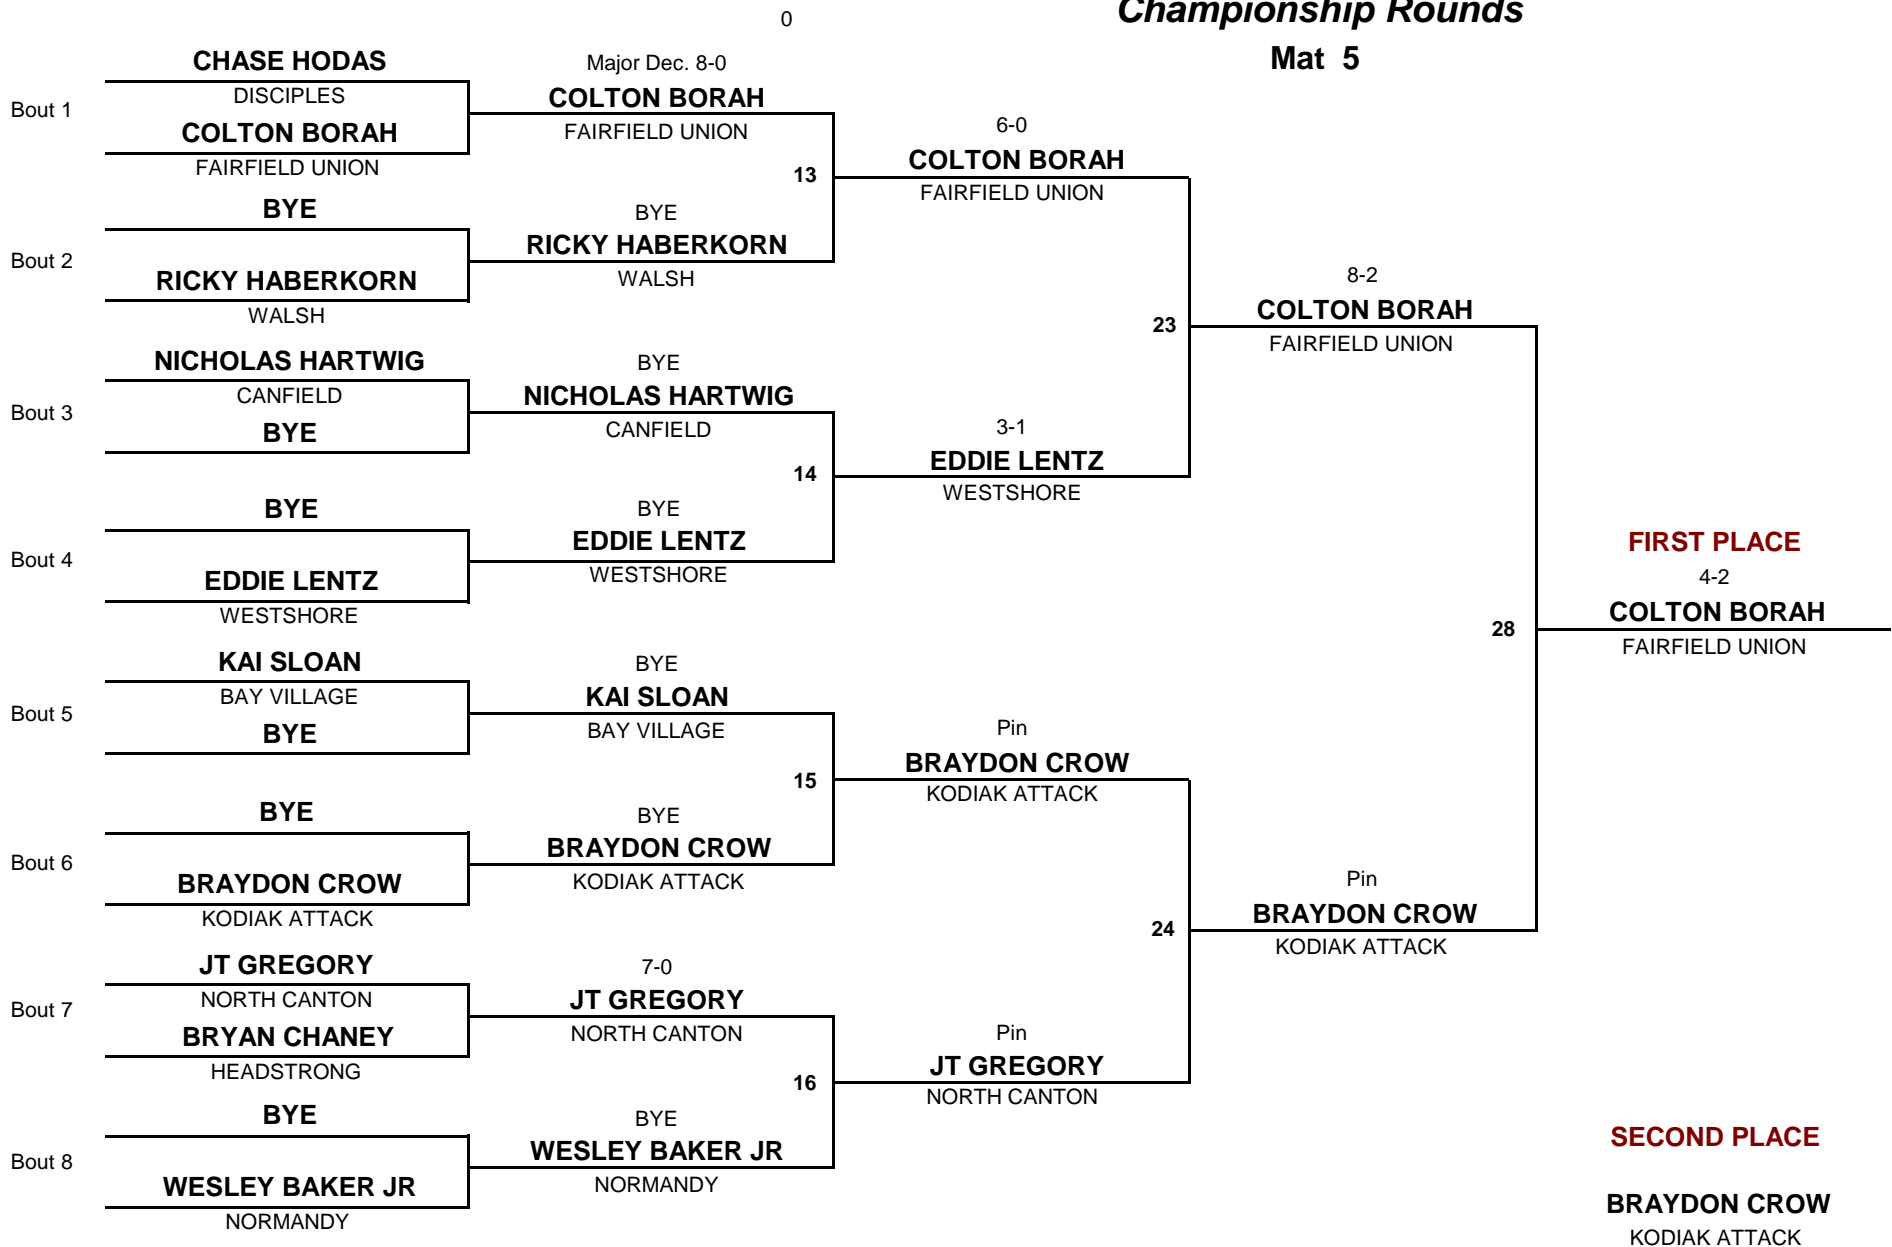 Championship Rounds
0
Mat 5
CHASE HODAS
DISCIPLES
Bout 1
COLTON BORAH
FAIRFIELD UNION
BYE
Bout 2
RICKY HABERKORN
WALSH
NICHOLAS HARTWIG
CANFIELD
Bout 3
BYE
BYE
Bout 4
EDDIE LENTZ
WESTSHORE
KAI SLOAN
BAY VILLAGE
Bout 5
BYE
BYE
Bout 6
BRAYDON CROW
KODIAK ATTACK
JT GREGORY
NORTH CANTON
Bout 7
BRYAN CHANEY
HEADSTRONG
BYE
Bout 8
WESLEY BAKER JR
NORMANDY
Major Dec. 8-0
COLTON BORAH
FAIRFIELD UNION
13
BYE
RICKY HABERKORN
WALSH
BYE
NICHOLAS HARTWIG
CANFIELD
14
BYE
EDDIE LENTZ
WESTSHORE
BYE
KAI SLOAN
BAY VILLAGE
15
BYE
BRAYDON CROW
KODIAK ATTACK
7-0
JT GREGORY
NORTH CANTON
16
BYE
WESLEY BAKER JR
NORMANDY
6-0
COLTON BORAH
FAIRFIELD UNION
23
3-1
EDDIE LENTZ
WESTSHORE
Pin
BRAYDON CROW
KODIAK ATTACK
24
Pin
JT GREGORY
NORTH CANTON
8-2
COLTON BORAH
FAIRFIELD UNION
28
Pin
BRAYDON CROW
KODIAK ATTACK
FIRST PLACE
4-2
COLTON BORAH
FAIRFIELD UNION
SECOND PLACE
BRAYDON CROW
KODIAK ATTACK